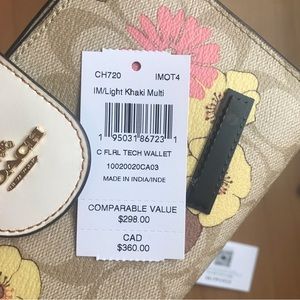 COACH
CH720 IMOT4
IM/Light Khaki Multi
1 95031 86723 1
C FLRL TECH WALLET
10020020CA03
MADE IN INDIA/INDE
COMPARABLE VALUE
$298.00
CAD
$360.00